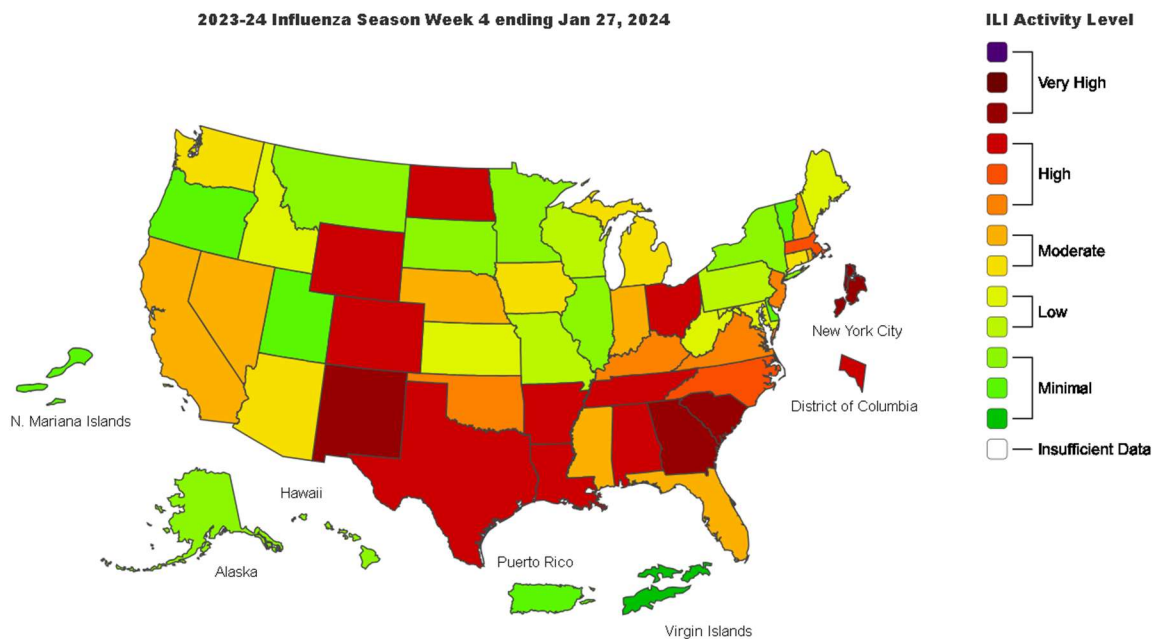 2023-24 Influenza Season Week 4 ending Jan 27, 2024
ILI Activity Level
Very High
High
Moderate
Low
Minimal
Insufficient Data
New York City
District of Columbia
N. Mariana Islands
Hawaii
Alaska
Puerto Rico
Virgin Islands